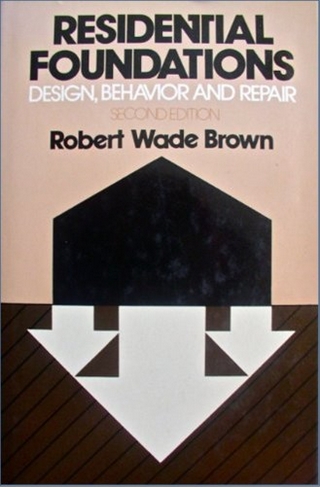 RESIDENTIAL
FOUNDATIONS
DESIGN, BEHAVIOR AND REPAIR
SECOND EDITION
Robert Wade Brown